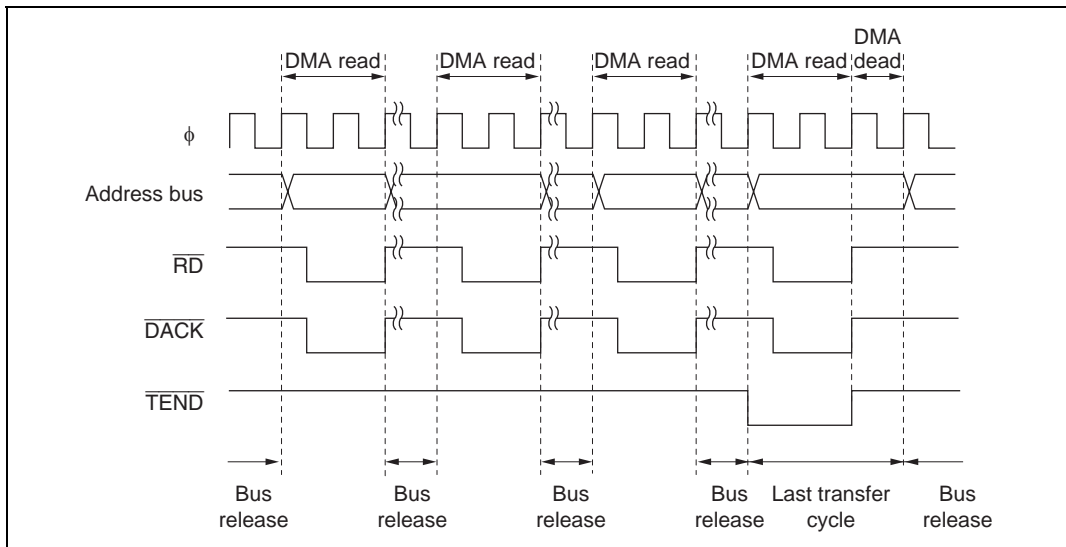 DMA
DMA read DMA read DMA read DMA read dead
ϕ
Address bus
RD
DACK
TEND
Bus release
Bus release
Bus release
Bus release
Last transfer cycle
Bus release